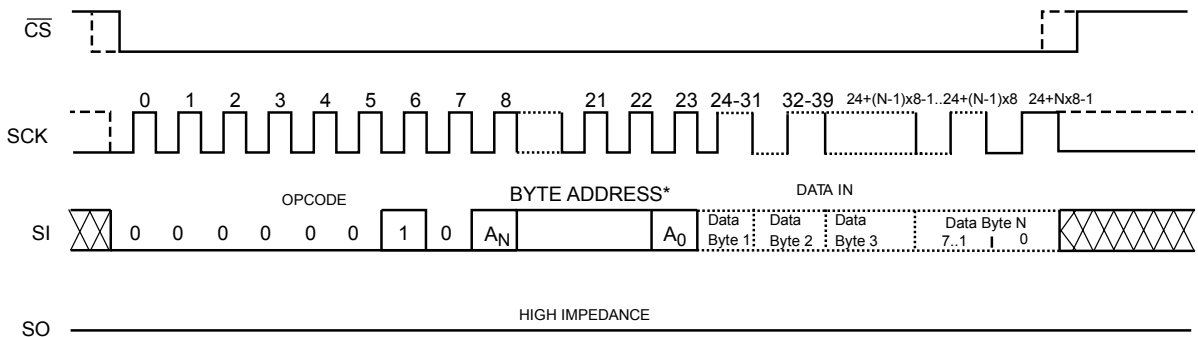 CS
SCK
0 1 2 3 4 5 6 7 8 21 22 23 24-31 32-39 24+(N-1)x8-1..24+(N-1)x8 24+Nx8-1
OPCODE
BYTE ADDRESS*
DATA IN
SI
0 0 0 0 0 0 1 0 AN A0
Data Byte 1
Data Byte 2
Data Byte 3
Data Byte N
7..1 0
SO
HIGH IMPEDANCE